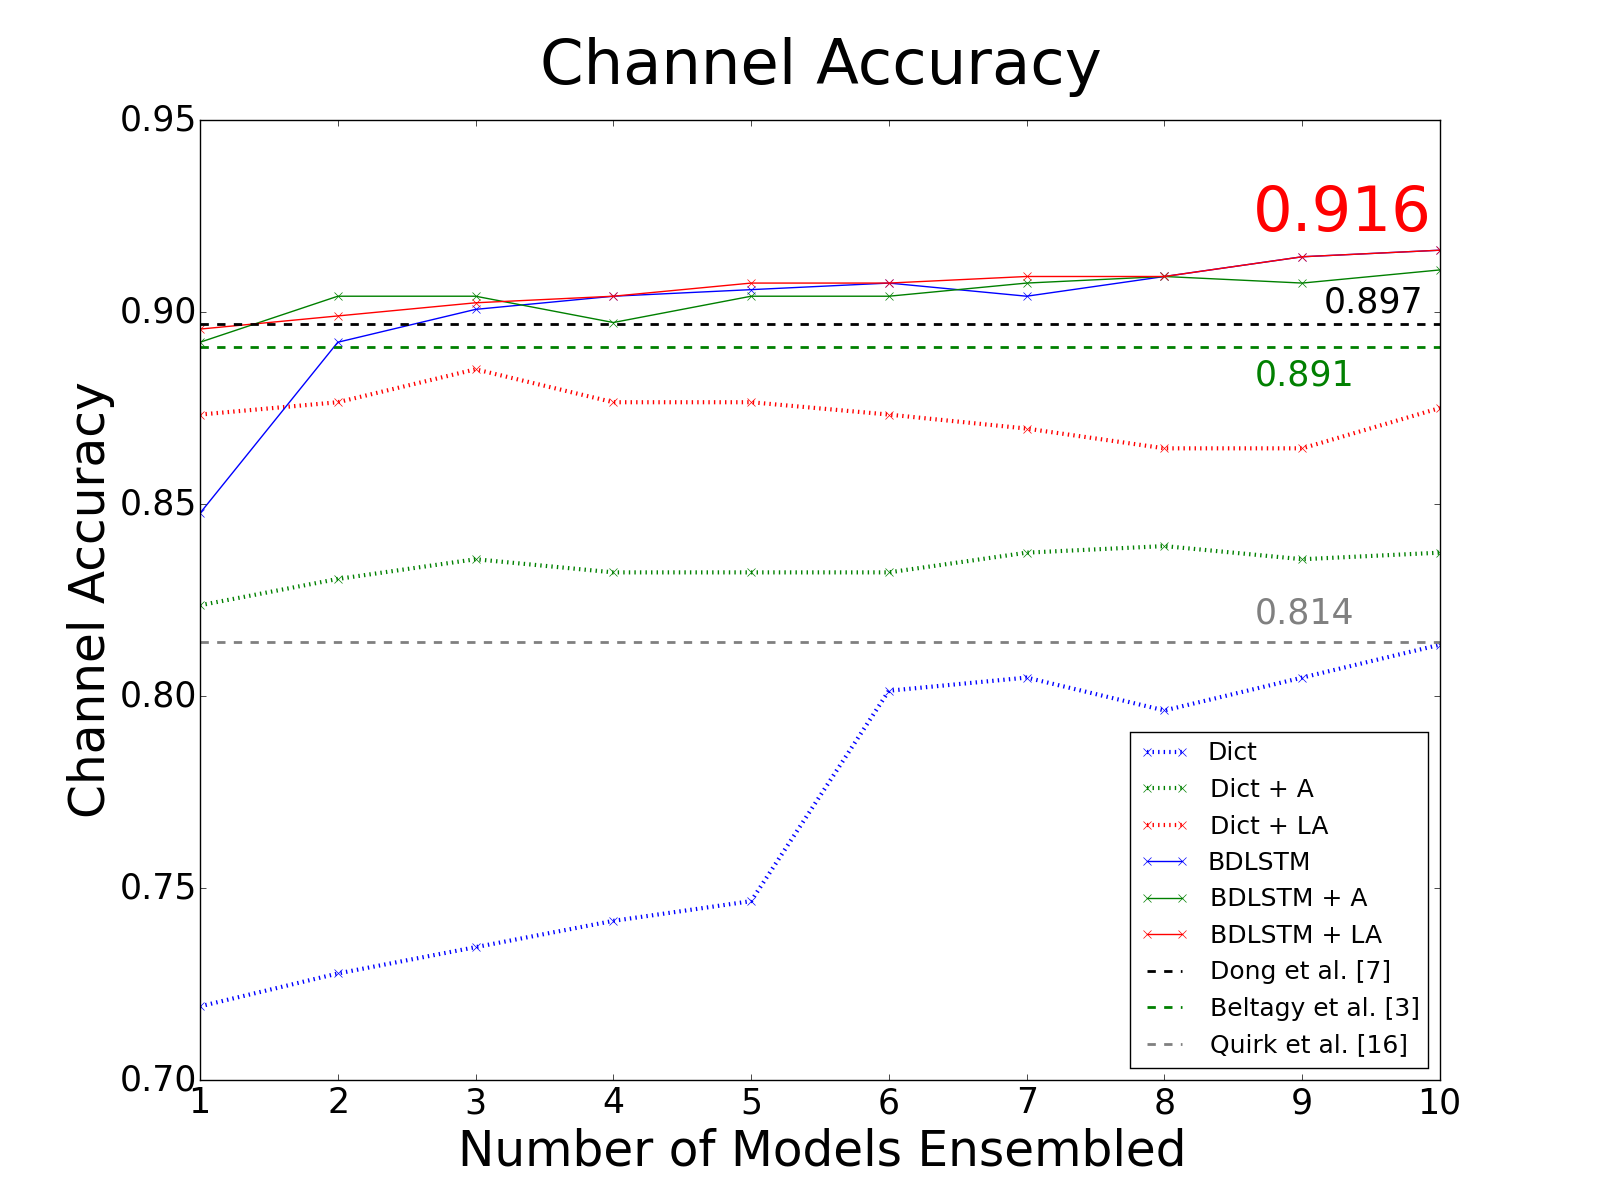 Channel Accuracy
0.95
0.916
0.90
0.897
0.891
0.85
0.814
0.80
0.75
0.70
Channel Accuracy
Dict
Dict + A
Dict + LA
BDLSTM
BDLSTM + A
BDLSTM + LA
Dong et al. [7]
Beltagy et al. [3]
Quirk et al. [16]
1 2 3 4 5 6 7 8 9 10
Number of Models Ensembled